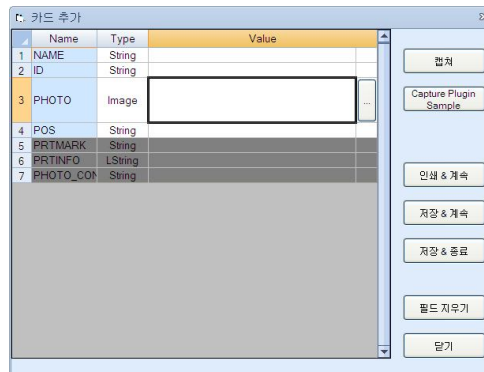 카드 추가
Name Type Value
1 NAME String
2 ID String
3 PHOTO Image ...
4 POS String
5 PRTMARK String
6 PRTINFO LString
7 PHOTO_CON String
캡쳐
Capture Plugin
Sample
인쇄 & 계속
저장 & 계속
저장 & 종료
필드 지우기
닫기